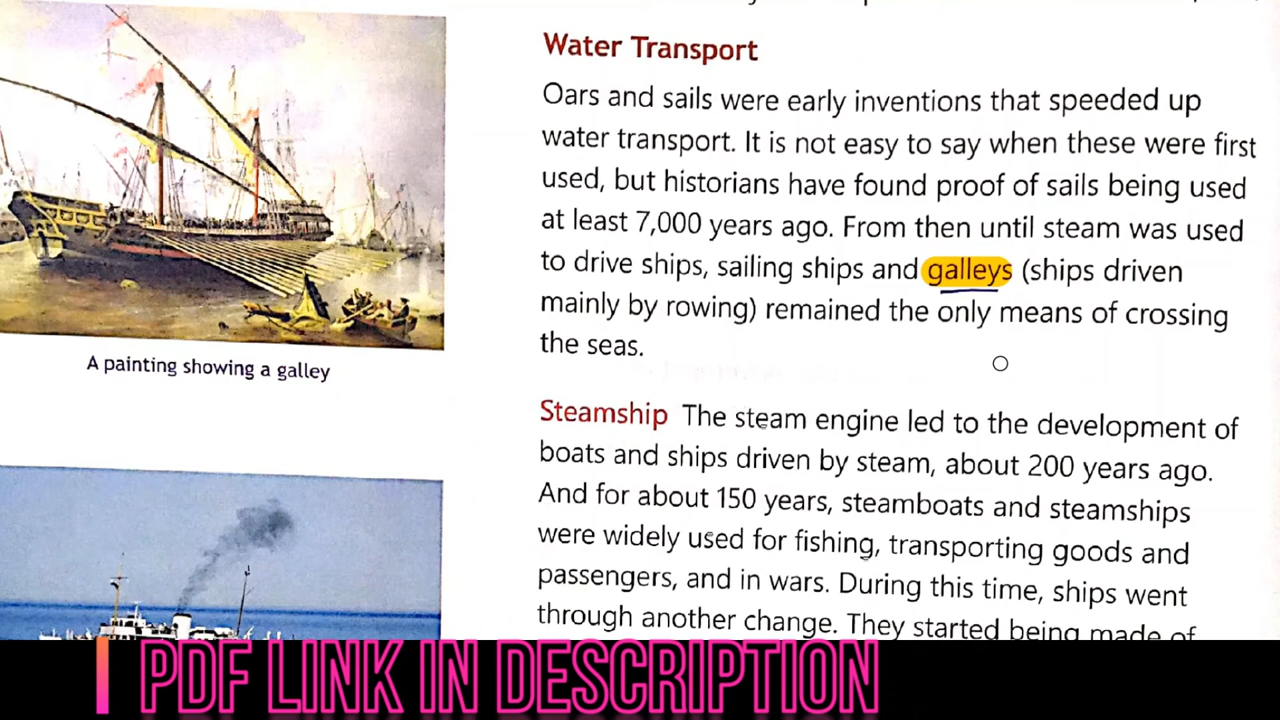 Water Transport
Oars and sails were early inventions that speeded up
water transport. It is not easy to say when these were first
used, but historians have found proof of sails being used
at least 7,000 years ago. From then until steam was used
to drive ships, sailing ships and galleys (ships driven
mainly by rowing) remained the only means of crossing
the seas.
A painting showing a galley
Steamship The steam engine led to the development of
boats and ships driven by steam, about 200 years ago.
And for about 150 years, steamboats and steamships
were widely used for fishing, transporting goods and
passengers, and in wars. During this time, ships went
through another change. They started being made of
PDF LINK IN DESCRIPTION